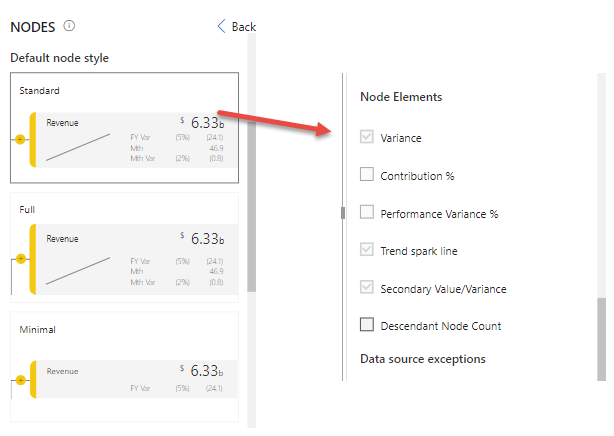 NODES
Back
Default node style
Standard
Revenue $ 6.33b
FY Var (5%) (24.1)
Mth 46.9
Mth Var (2%) (0.8)
Full
Revenue $ 6.33b
FY Var (5%) (24.1)
Mth 46.9
Mth Var (2%) (0.8)
Minimal
Revenue $ 6.33b
FY Var (5%) (24.1)
Node Elements
Variance
Contribution %
Performance Variance %
Trend spark line
Secondary Value/Variance
Descendant Node Count
Data source exceptions